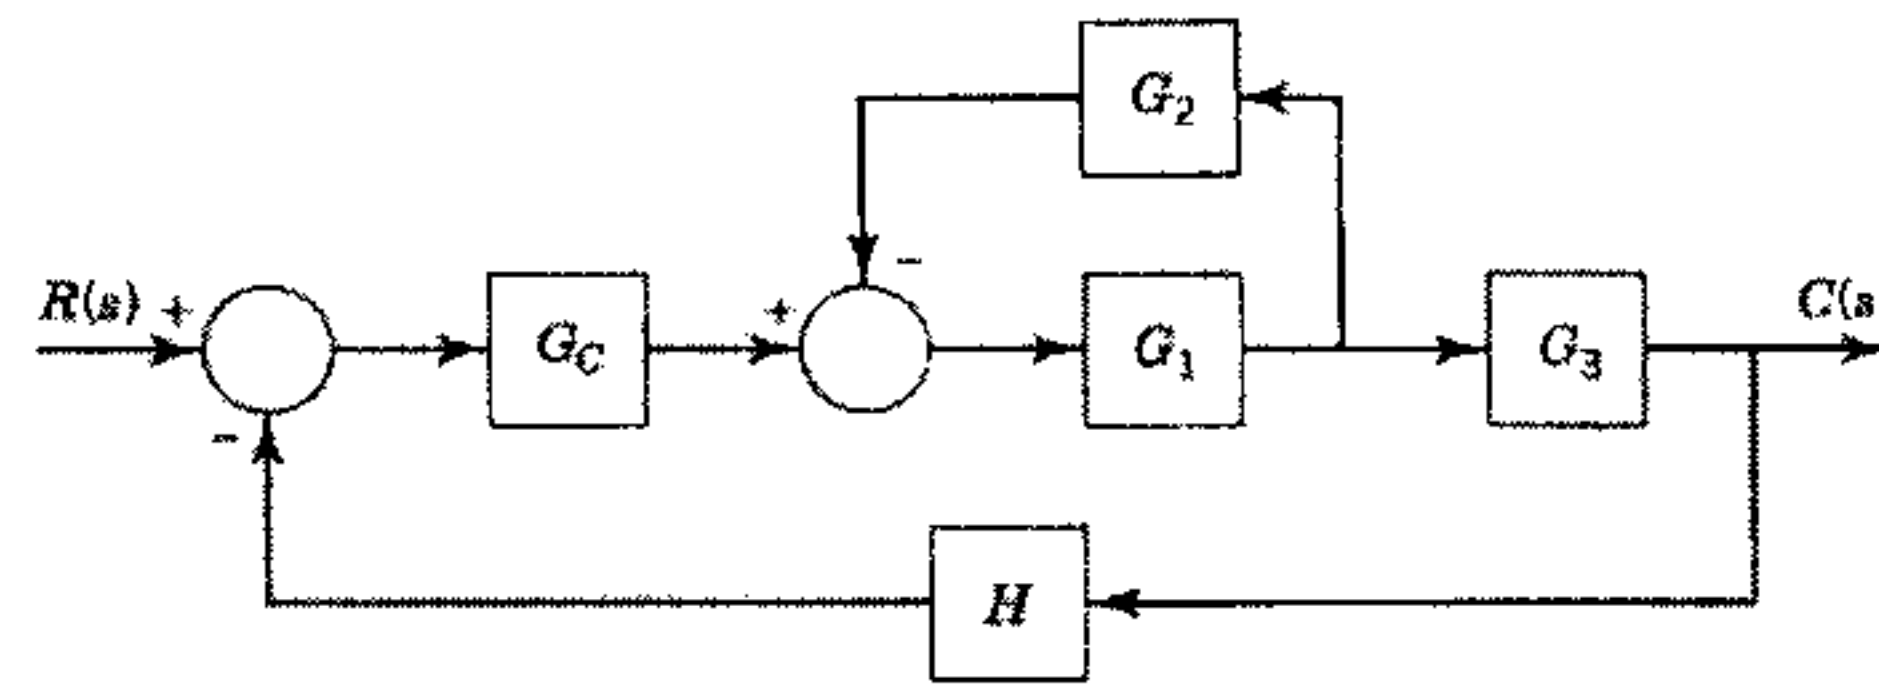 G₂
-
R(s) + G_C + G₁ G₃ C(s
-
H